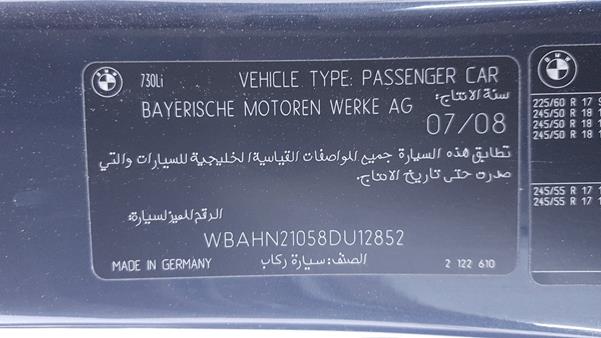 BMW
730Li VEHICLE TYPE: PASSENGER CAR
سنة الانتاج:
BAYERISCHE MOTOREN WERKE AG
07/08
تطابق هذه السيارة جميع المواصفات القياسية الخليجية للسيارات والتي
صدرت حتى تاريخ الانتاج.
الرقم المميز لسيارة:
WBAHN21058DU12852
MADE IN GERMANY الصنف: سيارة ركاب 2 122 610
BMW
225/60 R 17
245/50 R 18
245/50 R 18
245/50 R 18
245/55 R 17
245/55 R 17